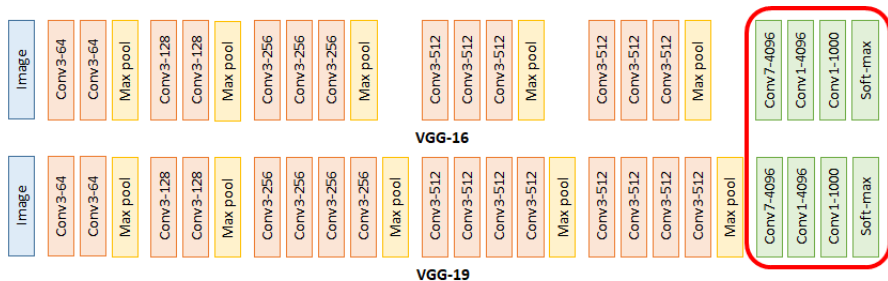 Image
Conv3-64
Conv3-64
Max pool
Conv3-128
Conv3-128
Max pool
Conv3-256
Conv3-256
Conv3-256
Max pool
Conv3-512
Conv3-512
Conv3-512
Max pool
Conv3-512
Conv3-512
Conv3-512
Max pool
Conv7-4096
Conv1-4096
Conv1-1000
Soft-max
VGG-16
Image
Conv3-64
Conv3-64
Max pool
Conv3-128
Conv3-128
Max pool
Conv3-256
Conv3-256
Conv3-256
Conv3-256
Max pool
Conv3-512
Conv3-512
Conv3-512
Conv3-512
Max pool
Conv3-512
Conv3-512
Conv3-512
Conv3-512
Max pool
Conv7-4096
Conv1-4096
Conv1-1000
Soft-max
VGG-19